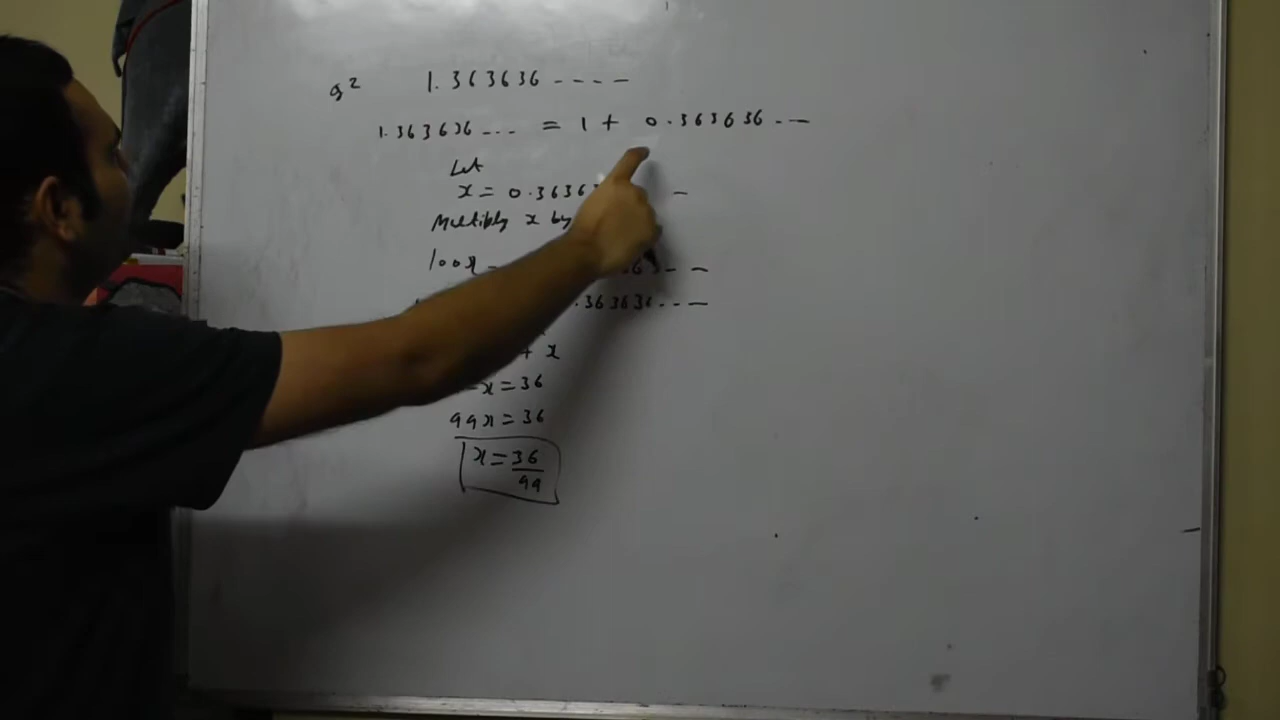 g² 1.363636 ----
1.363636 --- = 1 + 0.363636 ---
Let
x = 0.3636
Multiply x by
100x
.363636 ---
+ x
- x = 36
99x = 36
x = 36/99